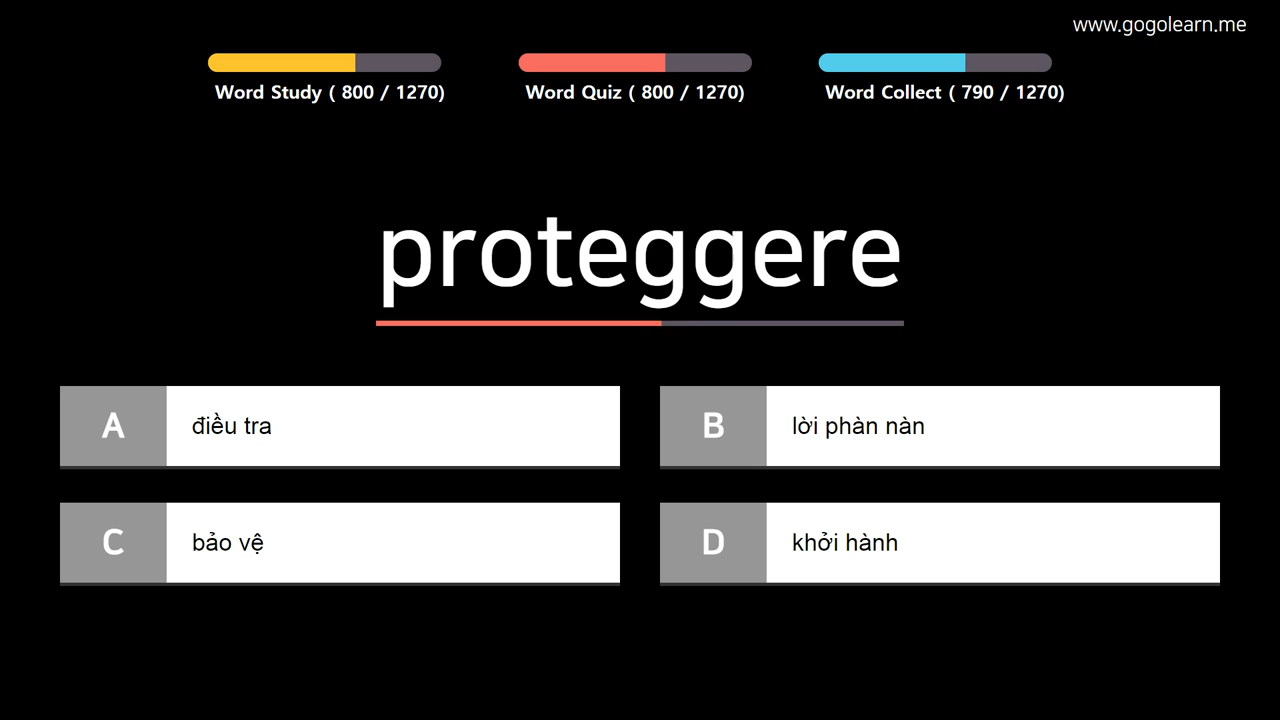 www.gogolearn.me
Word Study ( 800 / 1270)
Word Quiz ( 800 / 1270)
Word Collect ( 790 / 1270)
proteggere
A điều tra
B lời phàn nàn
C bảo vệ
D khởi hành